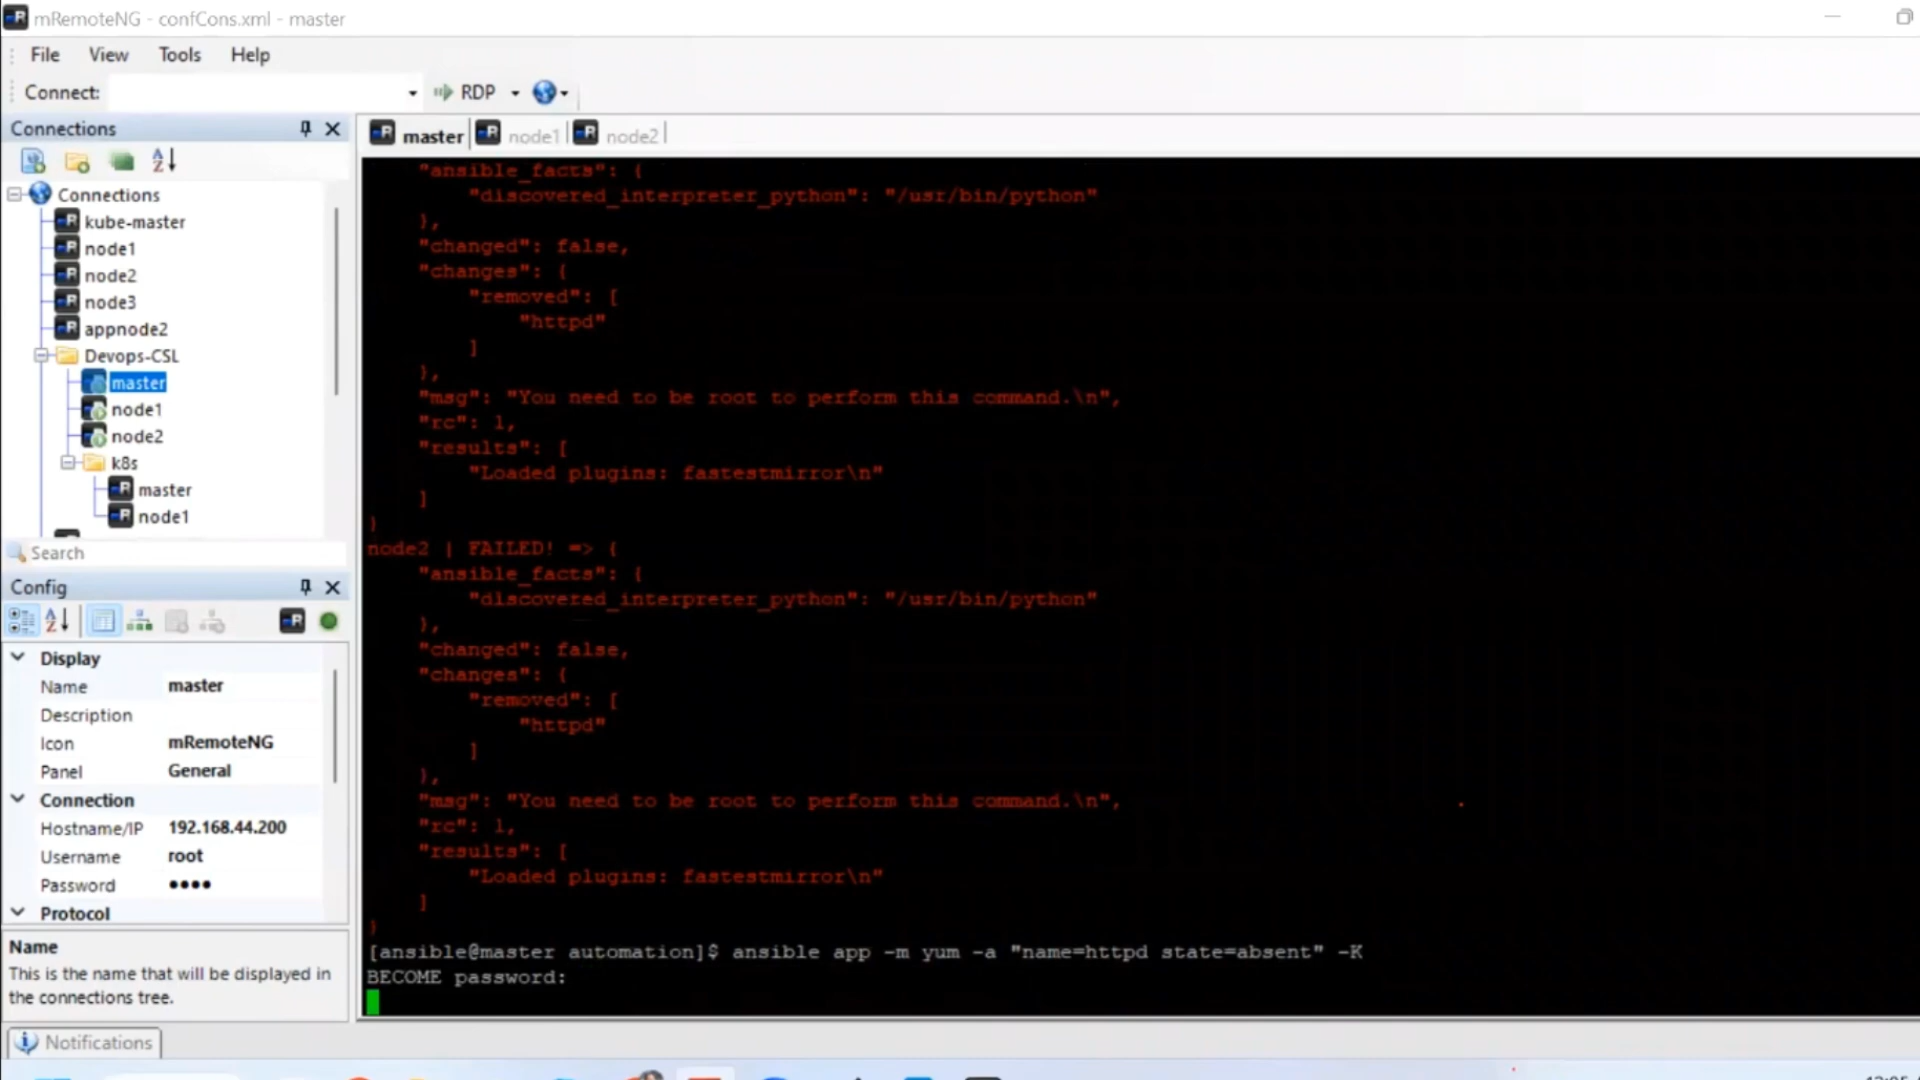 mRemoteNG - confCons.xml - master
File View Tools Help
Connect: RDP
Connections
Connections
kube-master
node1
node2
node3
appnode2
Devops-CSL
master
node1
node2
k8s
master
node1
Search
Config
Display
Name master
Description
Icon mRemoteNG
Panel General
Connection
Hostname/IP 192.168.44.200
Username root
Password ••••
Protocol
Name
This is the name that will be displayed in
the connections tree.
Notifications
master node1 node2
"ansible_facts": {
"discovered_interpreter_python": "/usr/bin/python"
},
"changed": false,
"changes": {
"removed": [
"httpd"
]
},
"msg": "You need to be root to perform this command.\n",
"rc": 1,
"results": [
"Loaded plugins: fastestmirror\n"
]
}
node2 | FAILED! => {
"ansible_facts": {
"discovered_interpreter_python": "/usr/bin/python"
},
"changed": false,
"changes": {
"removed": [
"httpd"
]
},
"msg": "You need to be root to perform this command.\n",
"rc": 1,
"results": [
"Loaded plugins: fastestmirror\n"
]
}
[ansible@master automation]$ ansible app -m yum -a "name=httpd state=absent" -K
BECOME password: